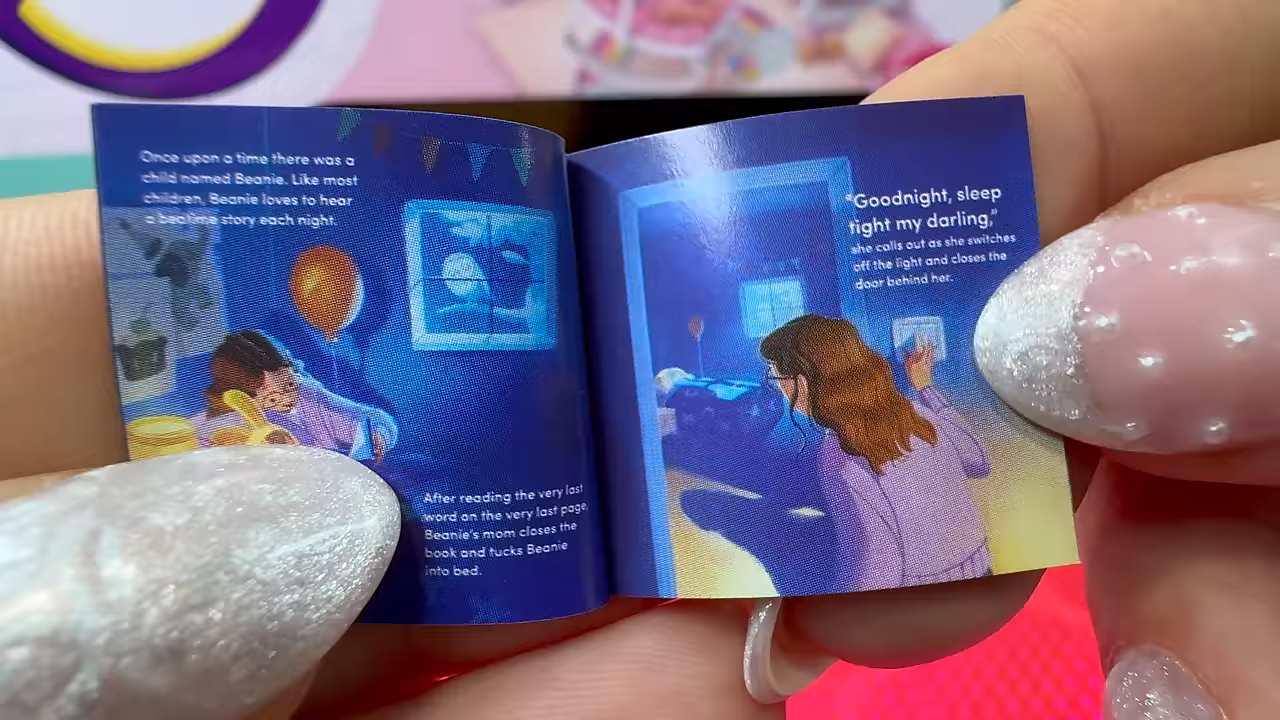 Once upon a time there was a
child named Beanie. Like most
children, Beanie loves to hear
a bedtime story each night.
After reading the very last
word on the very last page,
Beanie's mom closes the
book and tucks Beanie
into bed.
"Goodnight, sleep
tight my darling,"
she calls out as she switches
off the light and closes the
door behind her.